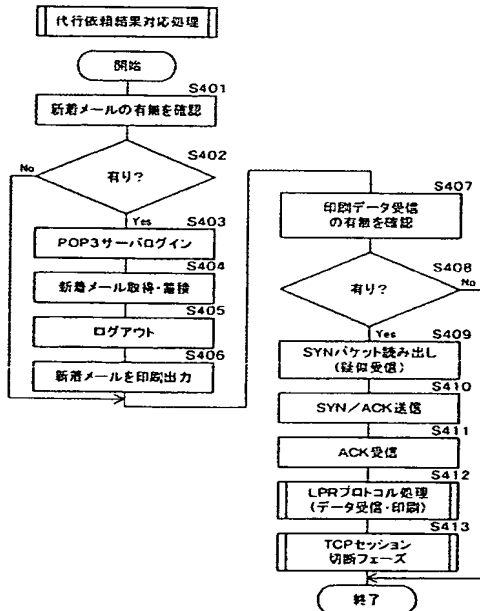 代行依頼結果対応処理
開始
S401
新着メールの有無を確認
S402
No
有り?
Yes
S403
POP3サーバログイン
S404
新着メール取得・蓄積
S405
ログアウト
S406
新着メールを印刷出力
S407
印刷データ受信
の有無を確認
S408
No
有り?
Yes
S409
SYNパケット読み出し
(疑似受信)
S410
SYN/ACK送信
S411
ACK受信
S412
LPRプロトコル処理
(データ受信・印刷)
S413
TCPセッション
切断フェーズ
終了